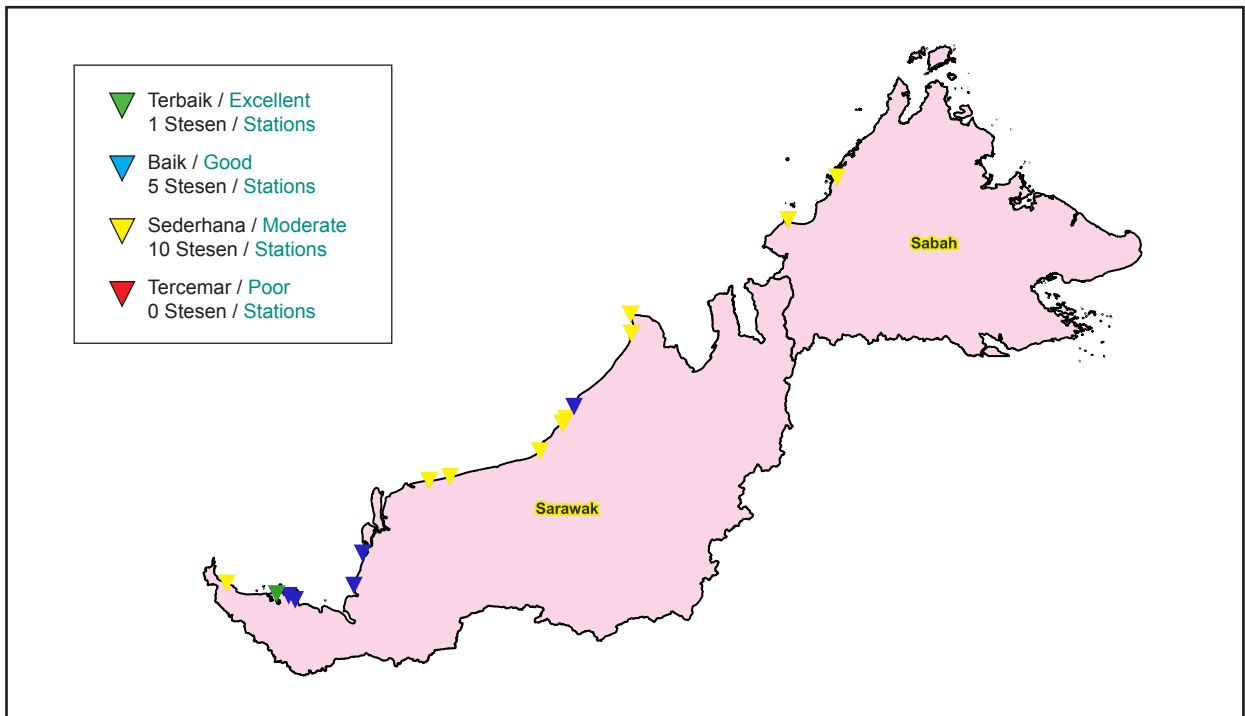 Terbaik / Excellent
1 Stesen / Stations
Baik / Good
5 Stesen / Stations
Sederhana / Moderate
10 Stesen / Stations
Tercemar / Poor
0 Stesen / Stations
Sabah
Sarawak